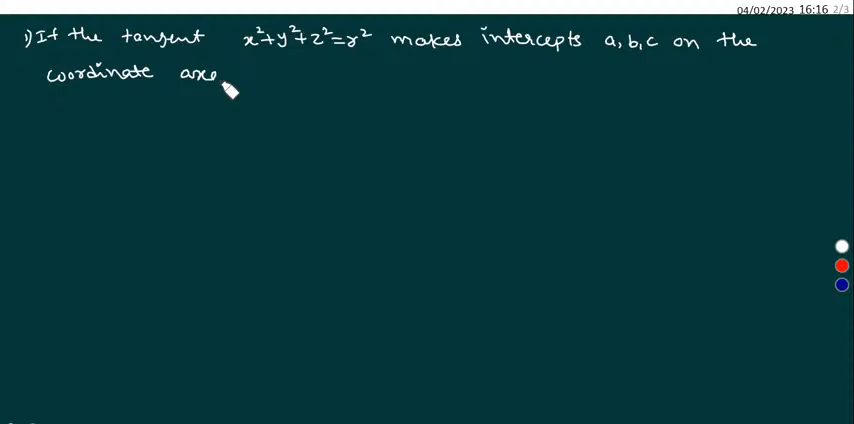 04/02/2023 16:16 2/3
1) If the tangent x²+y²+z²=r² makes intercepts a, b, c on the
coordinate axe